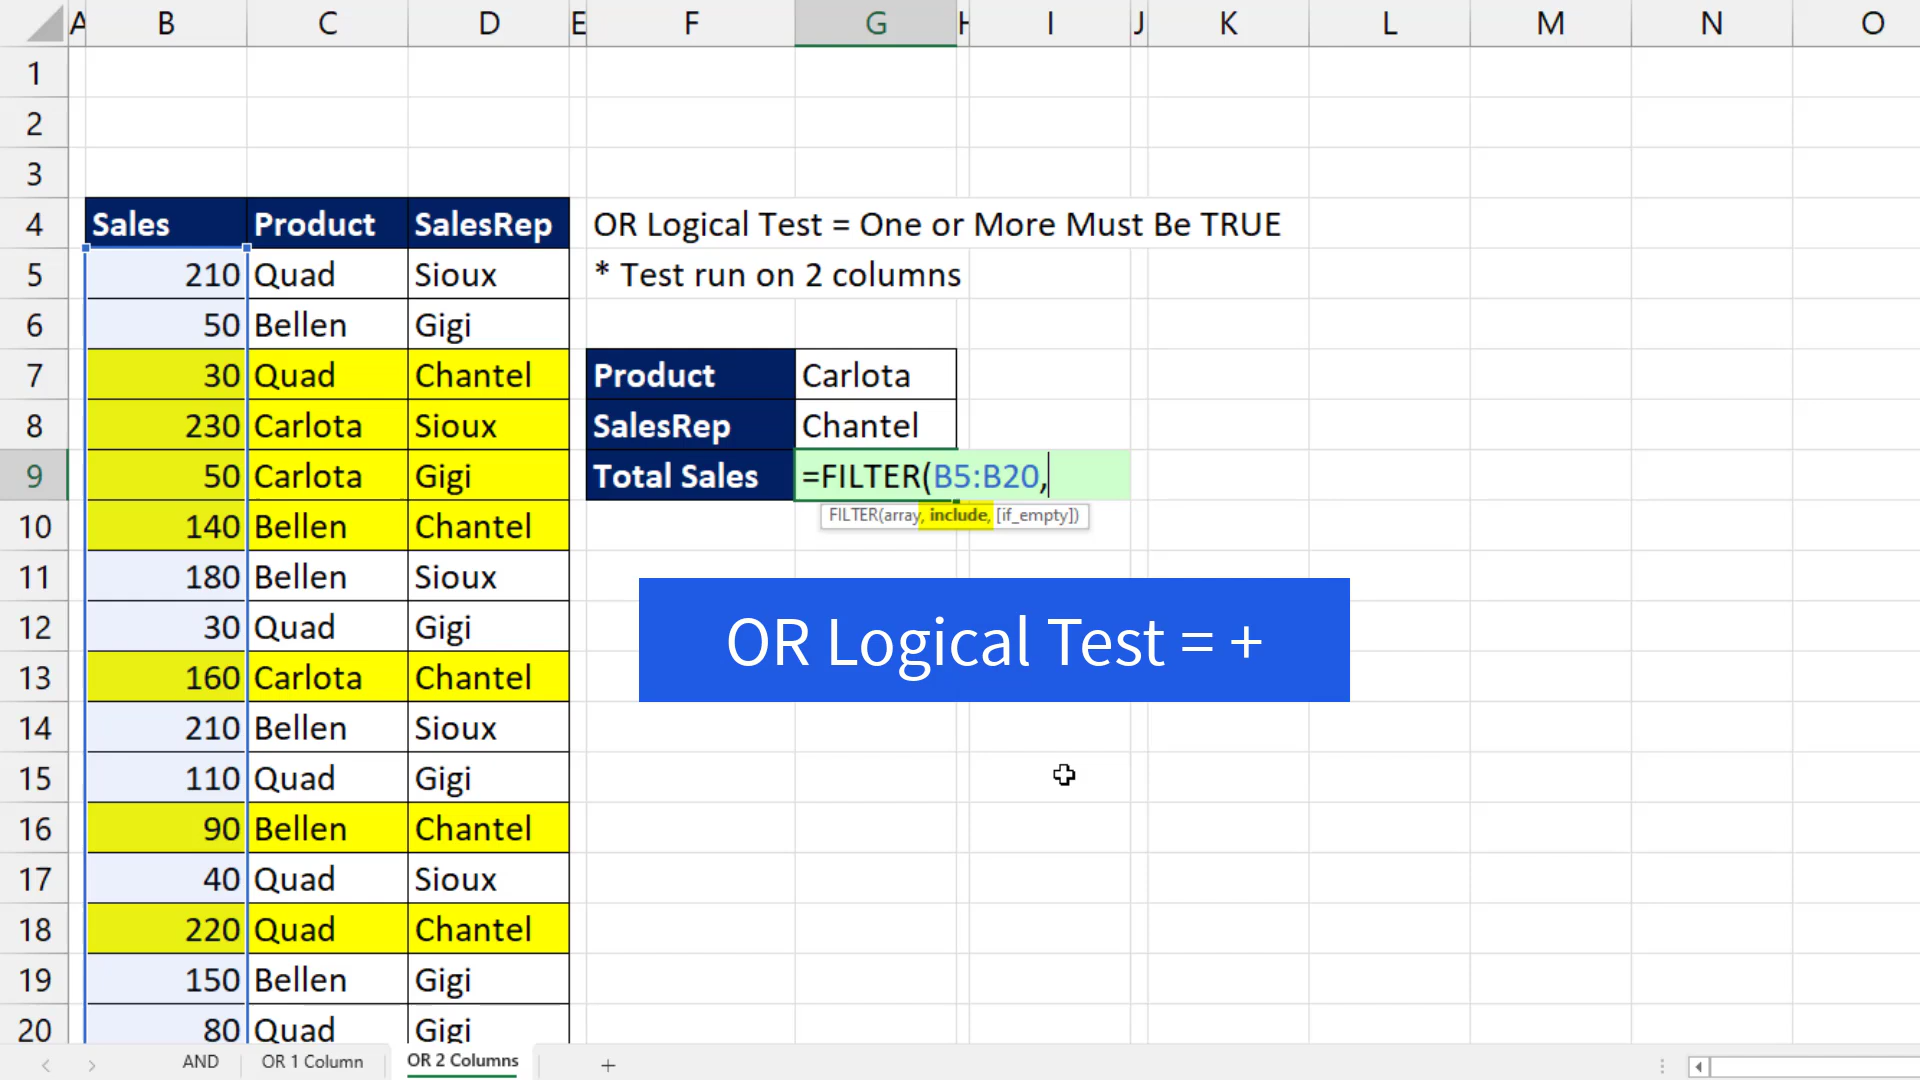 A B C D E F G H I J K L M N O
1
2
3
4 Sales Product SalesRep OR Logical Test = One or More Must Be TRUE
5 210 Quad Sioux * Test run on 2 columns
6 50 Bellen Gigi
7 30 Quad Chantel Product Carlota
8 230 Carlota Sioux SalesRep Chantel
9 50 Carlota Gigi Total Sales =FILTER(B5:B20,
FILTER(array, include, [if_empty])
10 140 Bellen Chantel
11 180 Bellen Sioux
12 30 Quad Gigi
OR Logical Test = +
13 160 Carlota Chantel
14 210 Bellen Sioux
15 110 Quad Gigi
16 90 Bellen Chantel
17 40 Quad Sioux
18 220 Quad Chantel
19 150 Bellen Gigi
20 80 Quad Gigi
AND OR 1 Column OR 2 Columns +